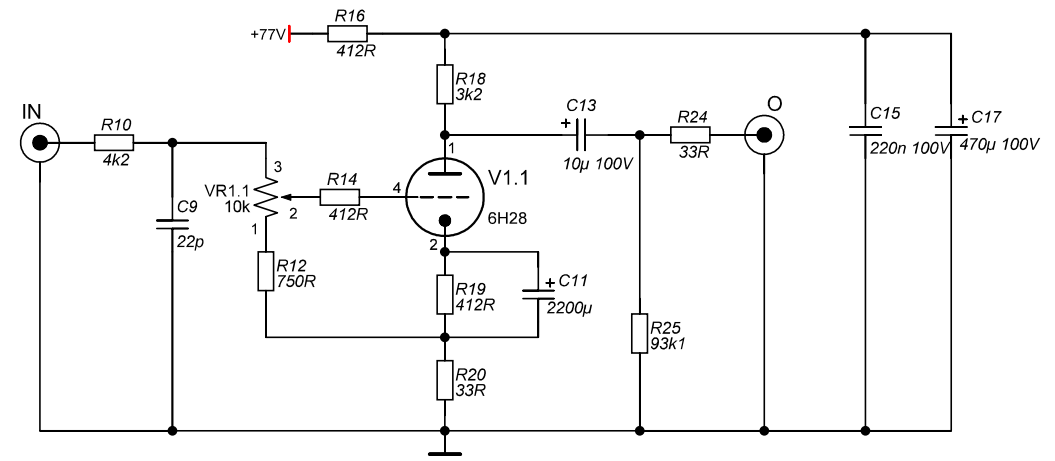 R16
+77V
412R
R18
3k2
IN
R10
4k2
C13
+
10µ 100V
R24
33R
O
C15
220n 100V
+ C17
470µ 100V
1
V1.1
6H28
3
VR1.1
10k
2
1
R14
412R
4
2
C9
22p
R12
750R
R19
412R
+ C11
2200µ
R25
93k1
R20
33R